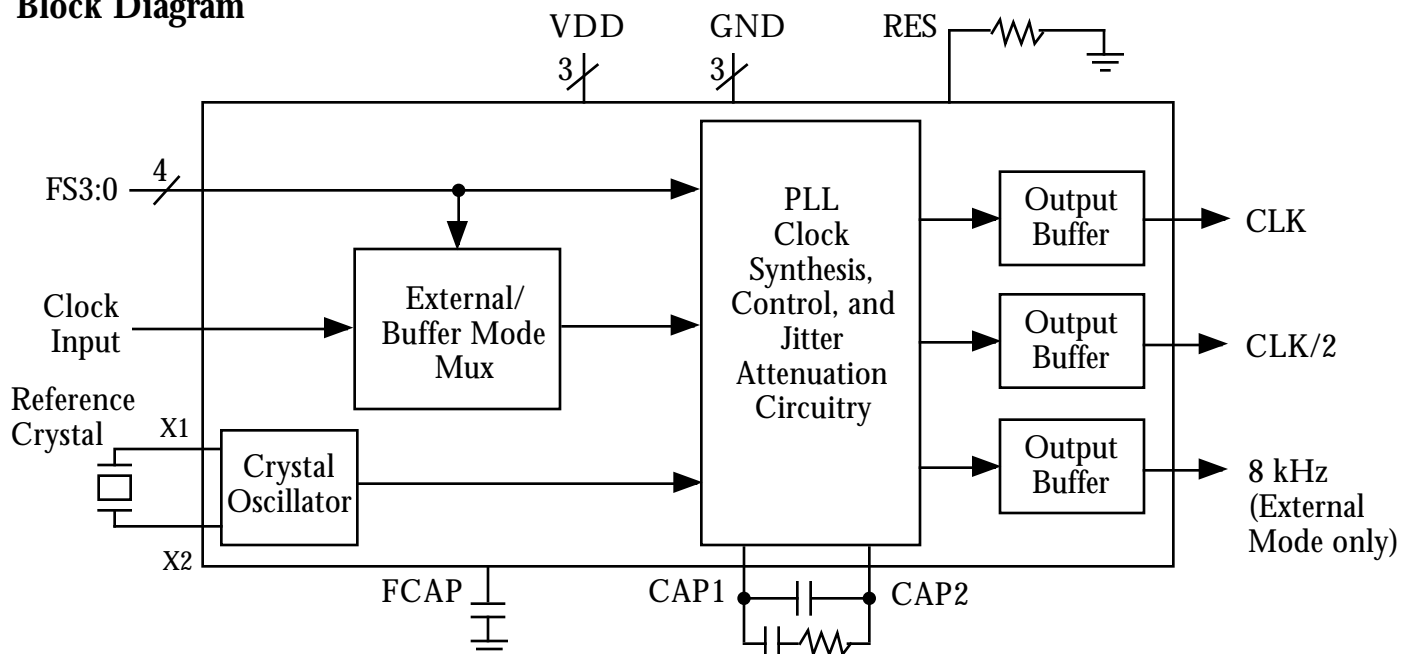 Block Diagram
VDD
GND
RES
3
3
FS3:0
4
Clock
Input
Reference
Crystal
X1
X2
External/
Buffer Mode
Mux
Crystal
Oscillator
PLL
Clock
Synthesis,
Control, and
Jitter
Attenuation
Circuitry
Output
Buffer
CLK
Output
Buffer
CLK/2
Output
Buffer
8 kHz
(External
Mode only)
FCAP
CAP1
CAP2